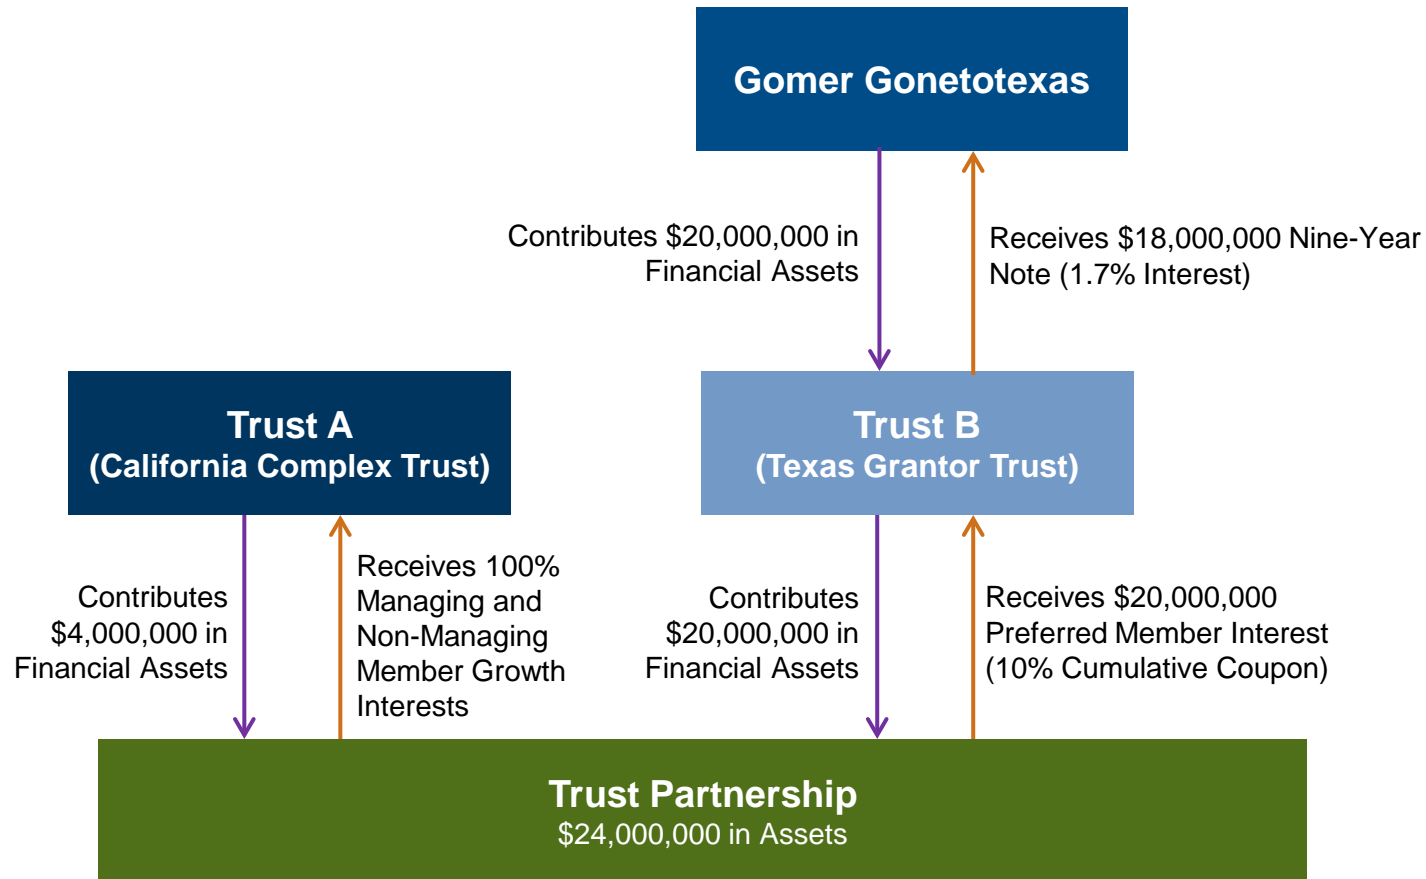 Gomer Gonetotexas
Contributes $20,000,000 in
Financial Assets
Receives $18,000,000 Nine-Year
Note (1.7% Interest)
Trust A
(California Complex Trust)
Trust B
(Texas Grantor Trust)
Contributes
$4,000,000 in
Financial Assets
Receives 100%
Managing and
Non-Managing
Member Growth
Interests
Contributes
$20,000,000 in
Financial Assets
Receives $20,000,000
Preferred Member Interest
(10% Cumulative Coupon)
Trust Partnership
$24,000,000 in Assets